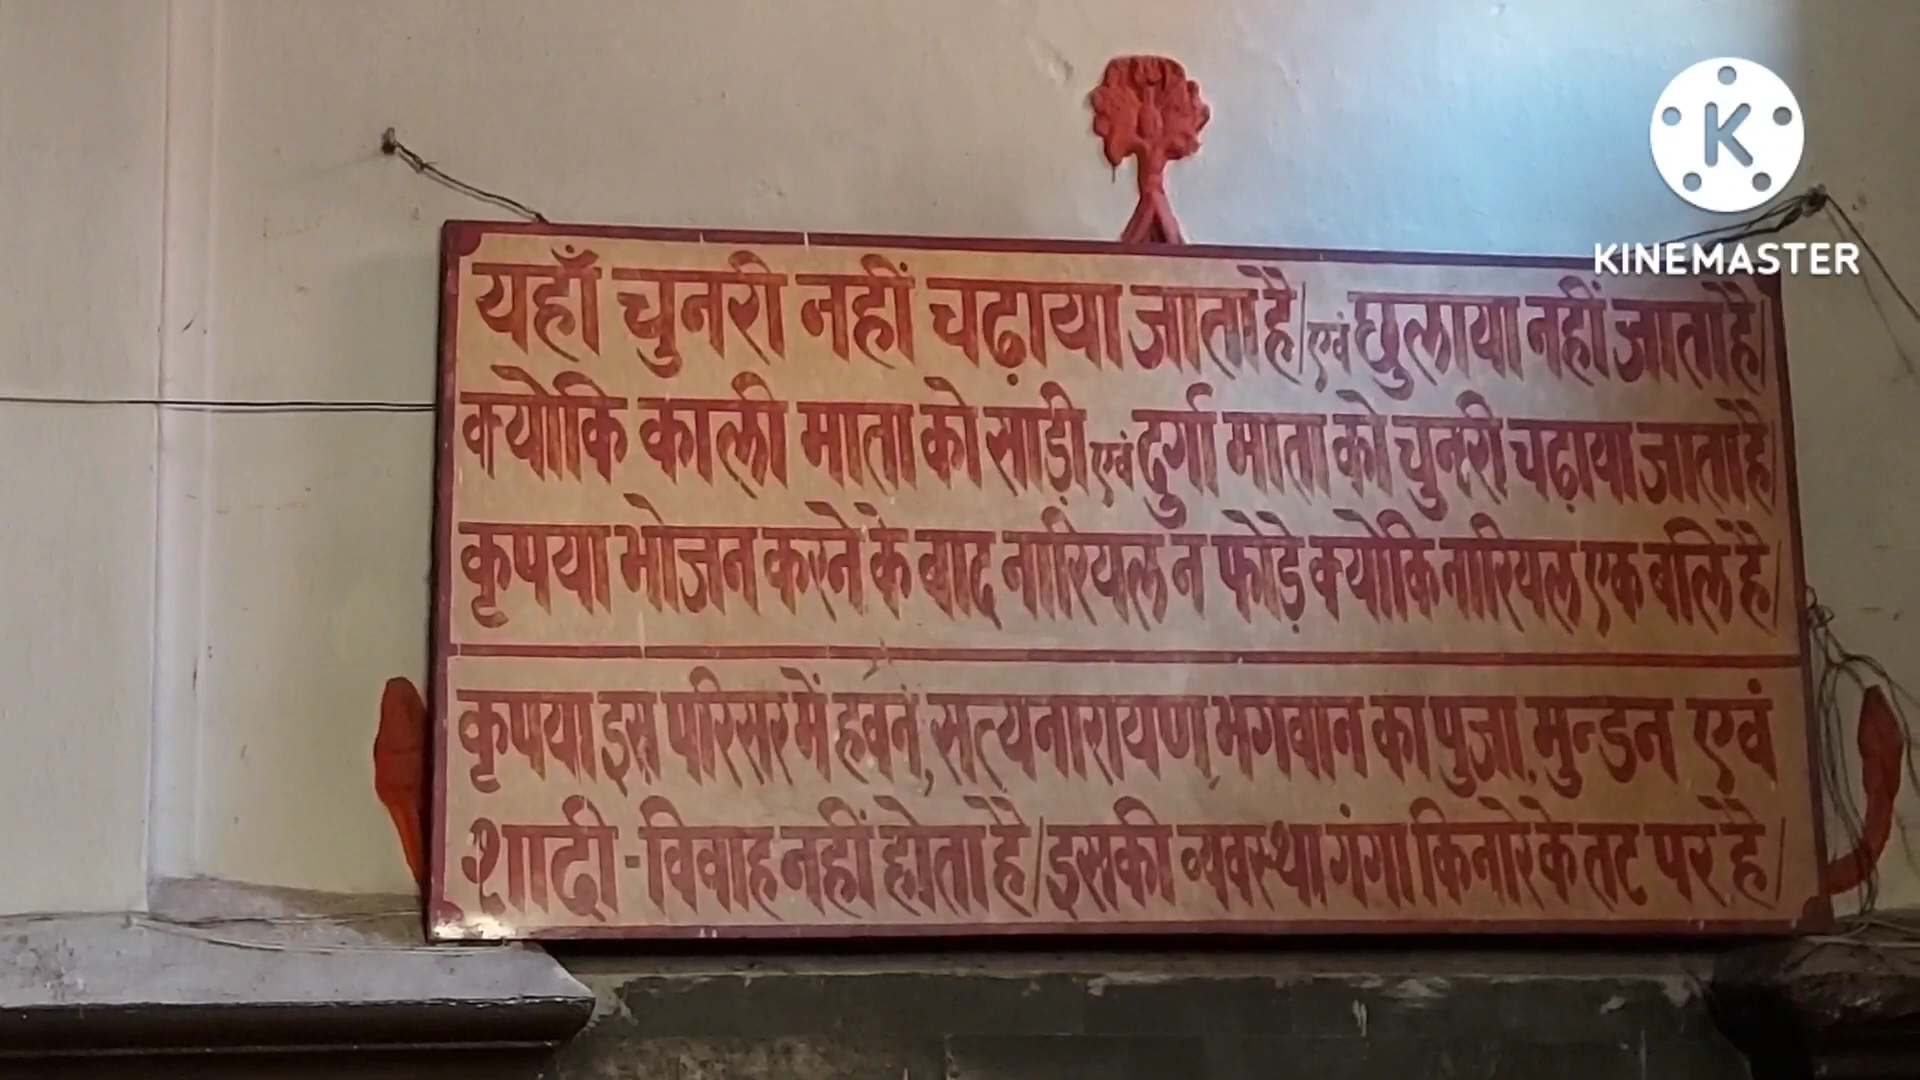 यहाँ चुनरी नहीं चढ़ाया जाता है। एवं छुलाया नहीं जाता है।
क्योकि काली माता को साड़ी एवं दुर्गा माता को चुनरी चढ़ाया जाता है।
कृपया भोजन करने के बाद नारियल न फोड़े क्योकि नारियल एक बलि है।
कृपया इस परिसर में हवन, सत्यनारायण भगवान का पुजा, मुन्डन एवं
शादी-विवाह नहीं होता है। इसकी व्यवस्था गंगा किनारे के तट पर है।
K
KINEMASTER